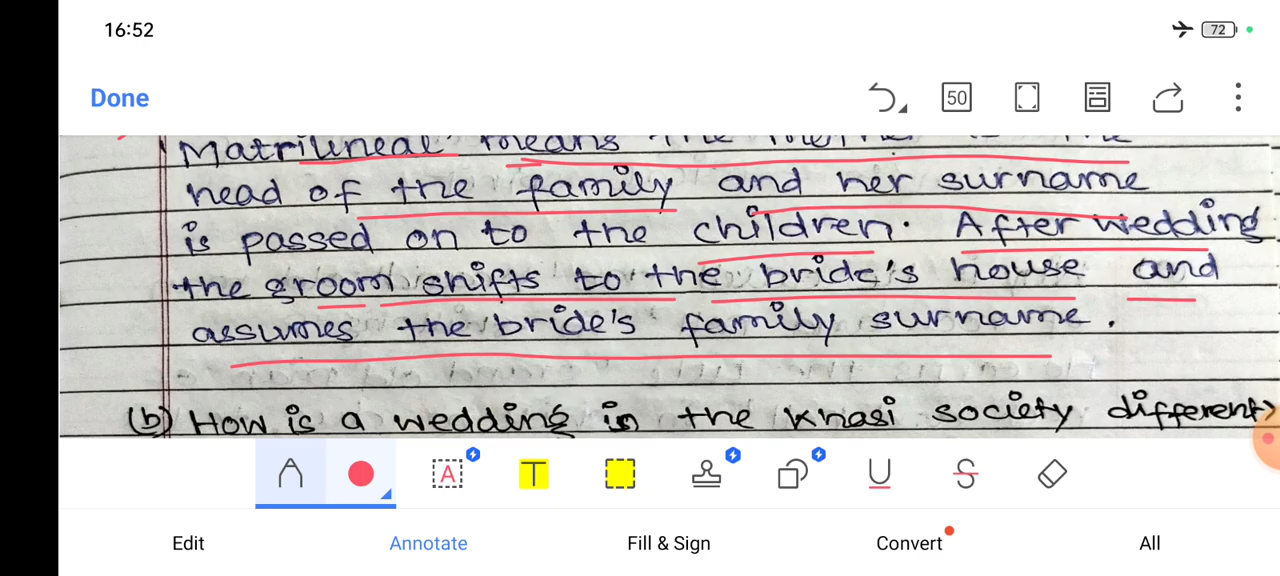 16:52
72
Done
50
Matrilineal means the
head of the family and her surname
is passed on to the children. After wedding
the groom shifts to the bride's house and
assumes the bride's family surname.
(b) How is a wedding in the Khasi society different
A T U S
Edit Annotate Fill & Sign Convert All